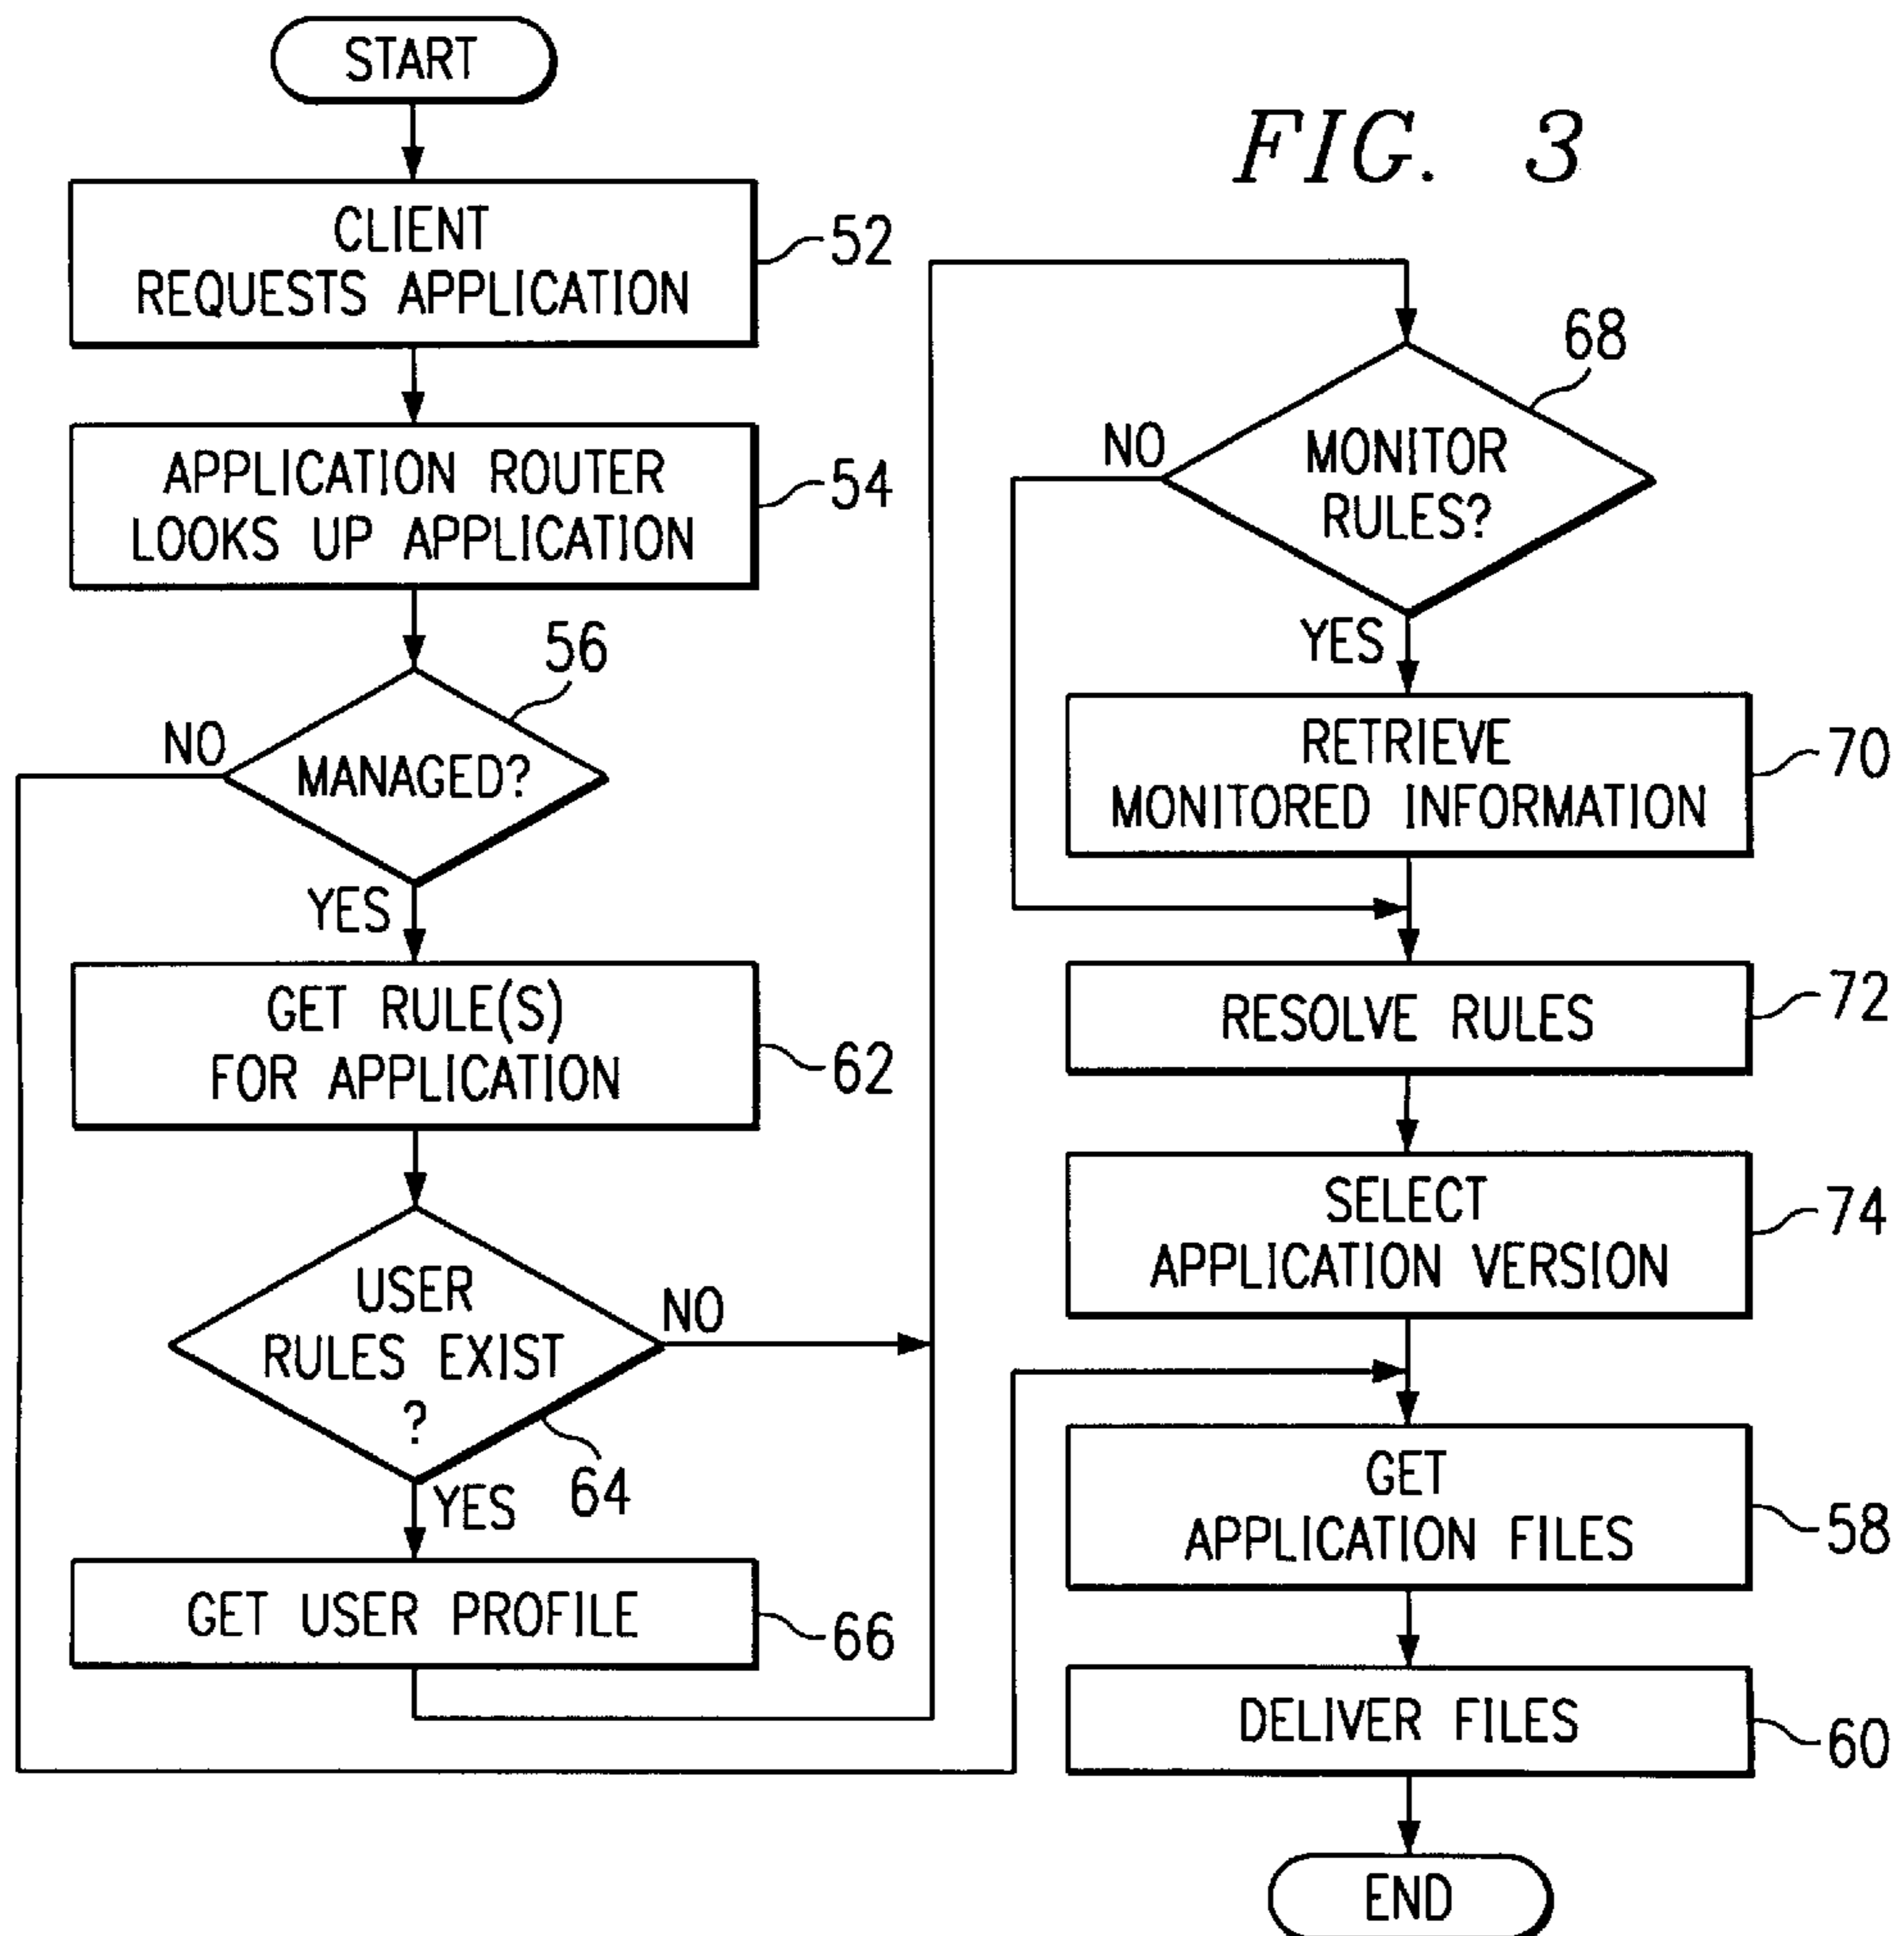 START
FIG. 3
CLIENT
REQUESTS APPLICATION
52
APPLICATION ROUTER
LOOKS UP APPLICATION
54
56
MANAGED?
NO
YES
GET RULE(S)
FOR APPLICATION
62
USER
RULES EXIST
?
NO
64
YES
GET USER PROFILE
66
68
MONITOR
RULES?
NO
YES
RETRIEVE
MONITORED INFORMATION
70
RESOLVE RULES
72
SELECT
APPLICATION VERSION
74
GET
APPLICATION FILES
58
DELIVER FILES
60
END